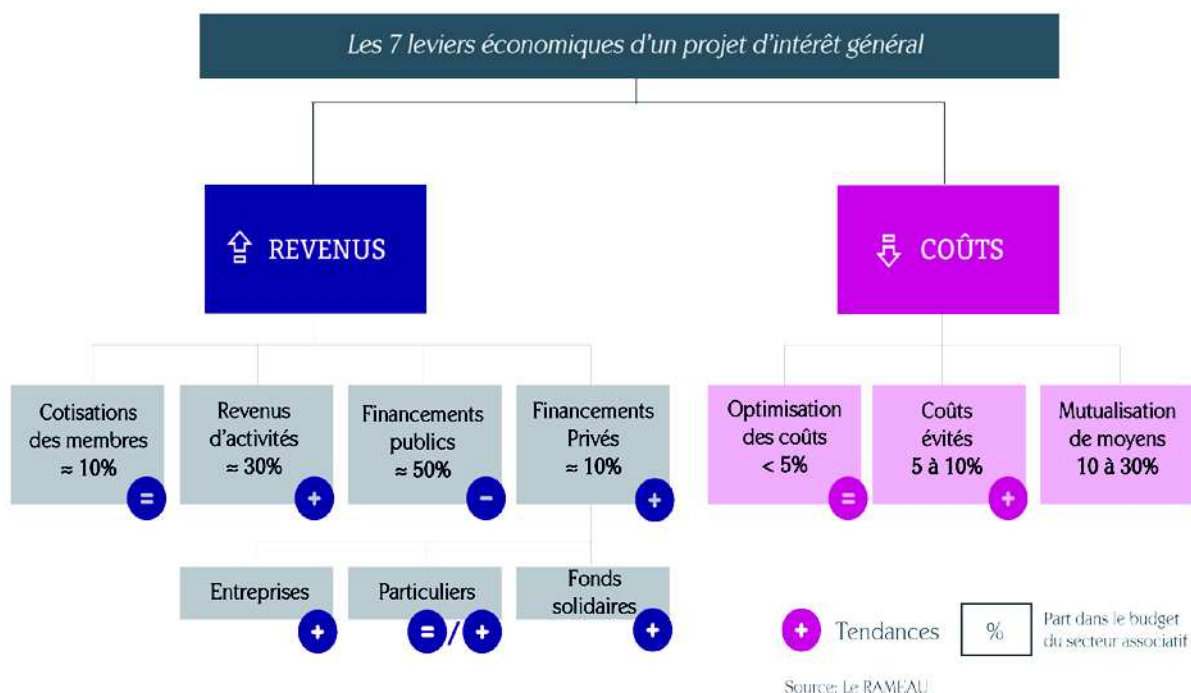 Les 7 leviers économiques d'un projet d'intérêt général
REVENUS
COÛTS
Cotisations
des membres
≈ 10%
=
Revenus
d'activités
≈ 30%
+
Financements
publics
≈ 50%
−
Financements
Privés
≈ 10%
+
Optimisation
des coûts
< 5%
=
Coûts
évités
5 à 10%
+
Mutualisation
de moyens
10 à 30%
Entreprises
+
Particuliers
=/+
Fonds
solidaires
+
+ Tendances
%
Part dans le budget
du secteur associatif
Source: Le RAMEAU